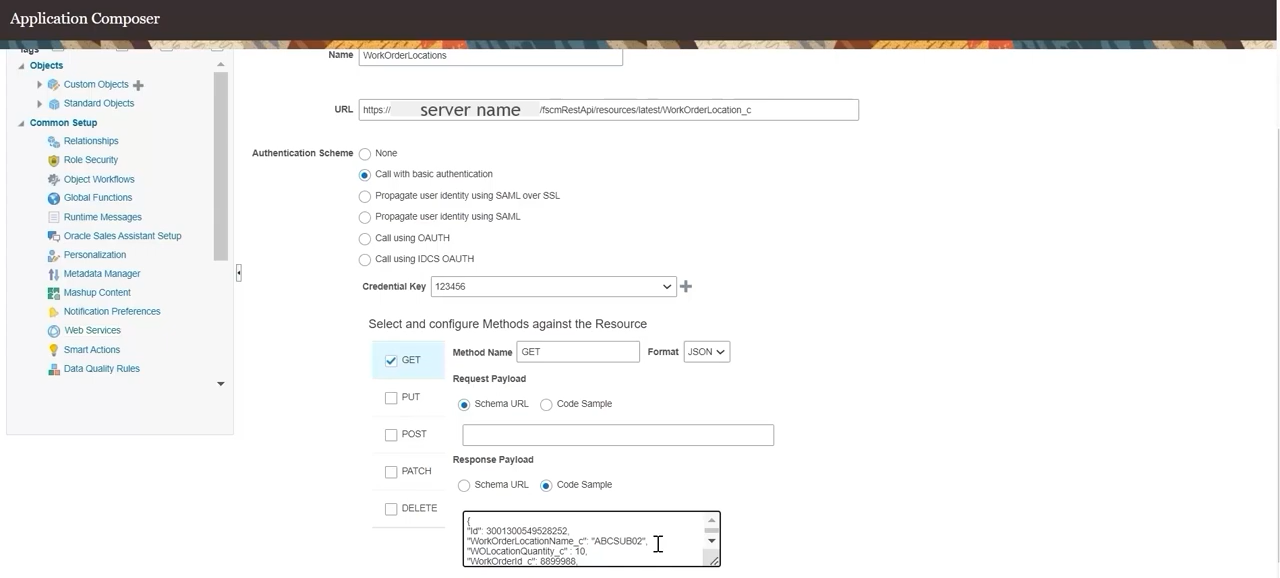 Application Composer
Tags
Objects
Custom Objects
Standard Objects
Common Setup
Relationships
Role Security
Object Workflows
Global Functions
Runtime Messages
Oracle Sales Assistant Setup
Personalization
Metadata Manager
Mashup Content
Notification Preferences
Web Services
Smart Actions
Data Quality Rules
Name WorkOrderLocations
URL https:// server name /fscmRestApi/resources/latest/WorkOrderLocation_c
Authentication Scheme None
Call with basic authentication
Propagate user identity using SAML over SSL
Propagate user identity using SAML
Call using OAUTH
Call using IDCS OAUTH
Credential Key 123456
Select and configure Methods against the Resource
GET
PUT
POST
PATCH
DELETE
Method Name GET Format JSON
Request Payload
Schema URL Code Sample
Response Payload
Schema URL Code Sample
{
"Id": 3001300549528252,
"WorkOrderLocationName_c": "ABCSUB02",
"WOLocationQuantity_c" : 10,
"WorkOrderId_c": 8899988,